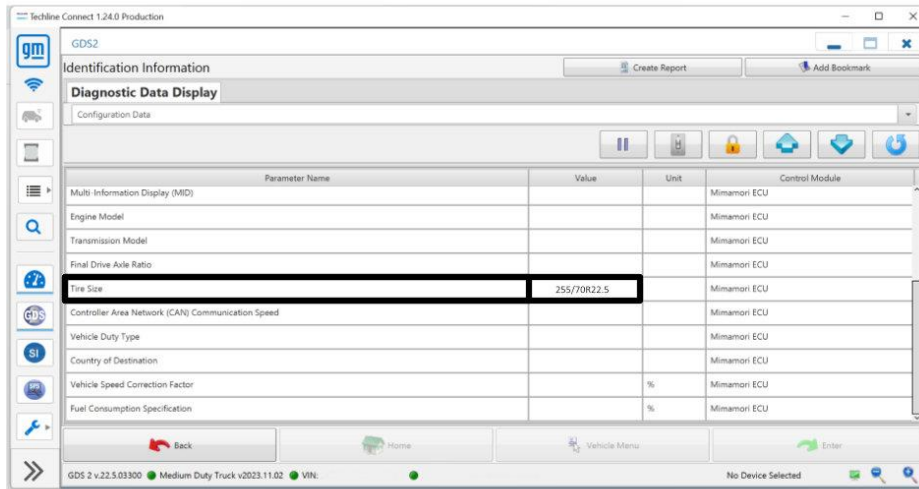 Techline Connect 1.24.0 Production
gm
GDS2
Identification Information
Create Report
Add Bookmark
Diagnostic Data Display
Configuration Data
Parameter Name Value Unit Control Module
Multi-Information Display (MID) Mimamori ECU
Engine Model Mimamori ECU
Transmission Model Mimamori ECU
Final Drive Axle Ratio Mimamori ECU
Tire Size 255/70R22.5 Mimamori ECU
Controller Area Network (CAN) Communication Speed Mimamori ECU
Vehicle Duty Type Mimamori ECU
Country of Destination Mimamori ECU
Vehicle Speed Correction Factor % Mimamori ECU
Fuel Consumption Specification % Mimamori ECU
GDS
SI
SPS
Back
Home
Vehicle Menu
Enter
GDS 2 v.22.5.03300 Medium Duty Truck v2023.11.02 VIN: No Device Selected